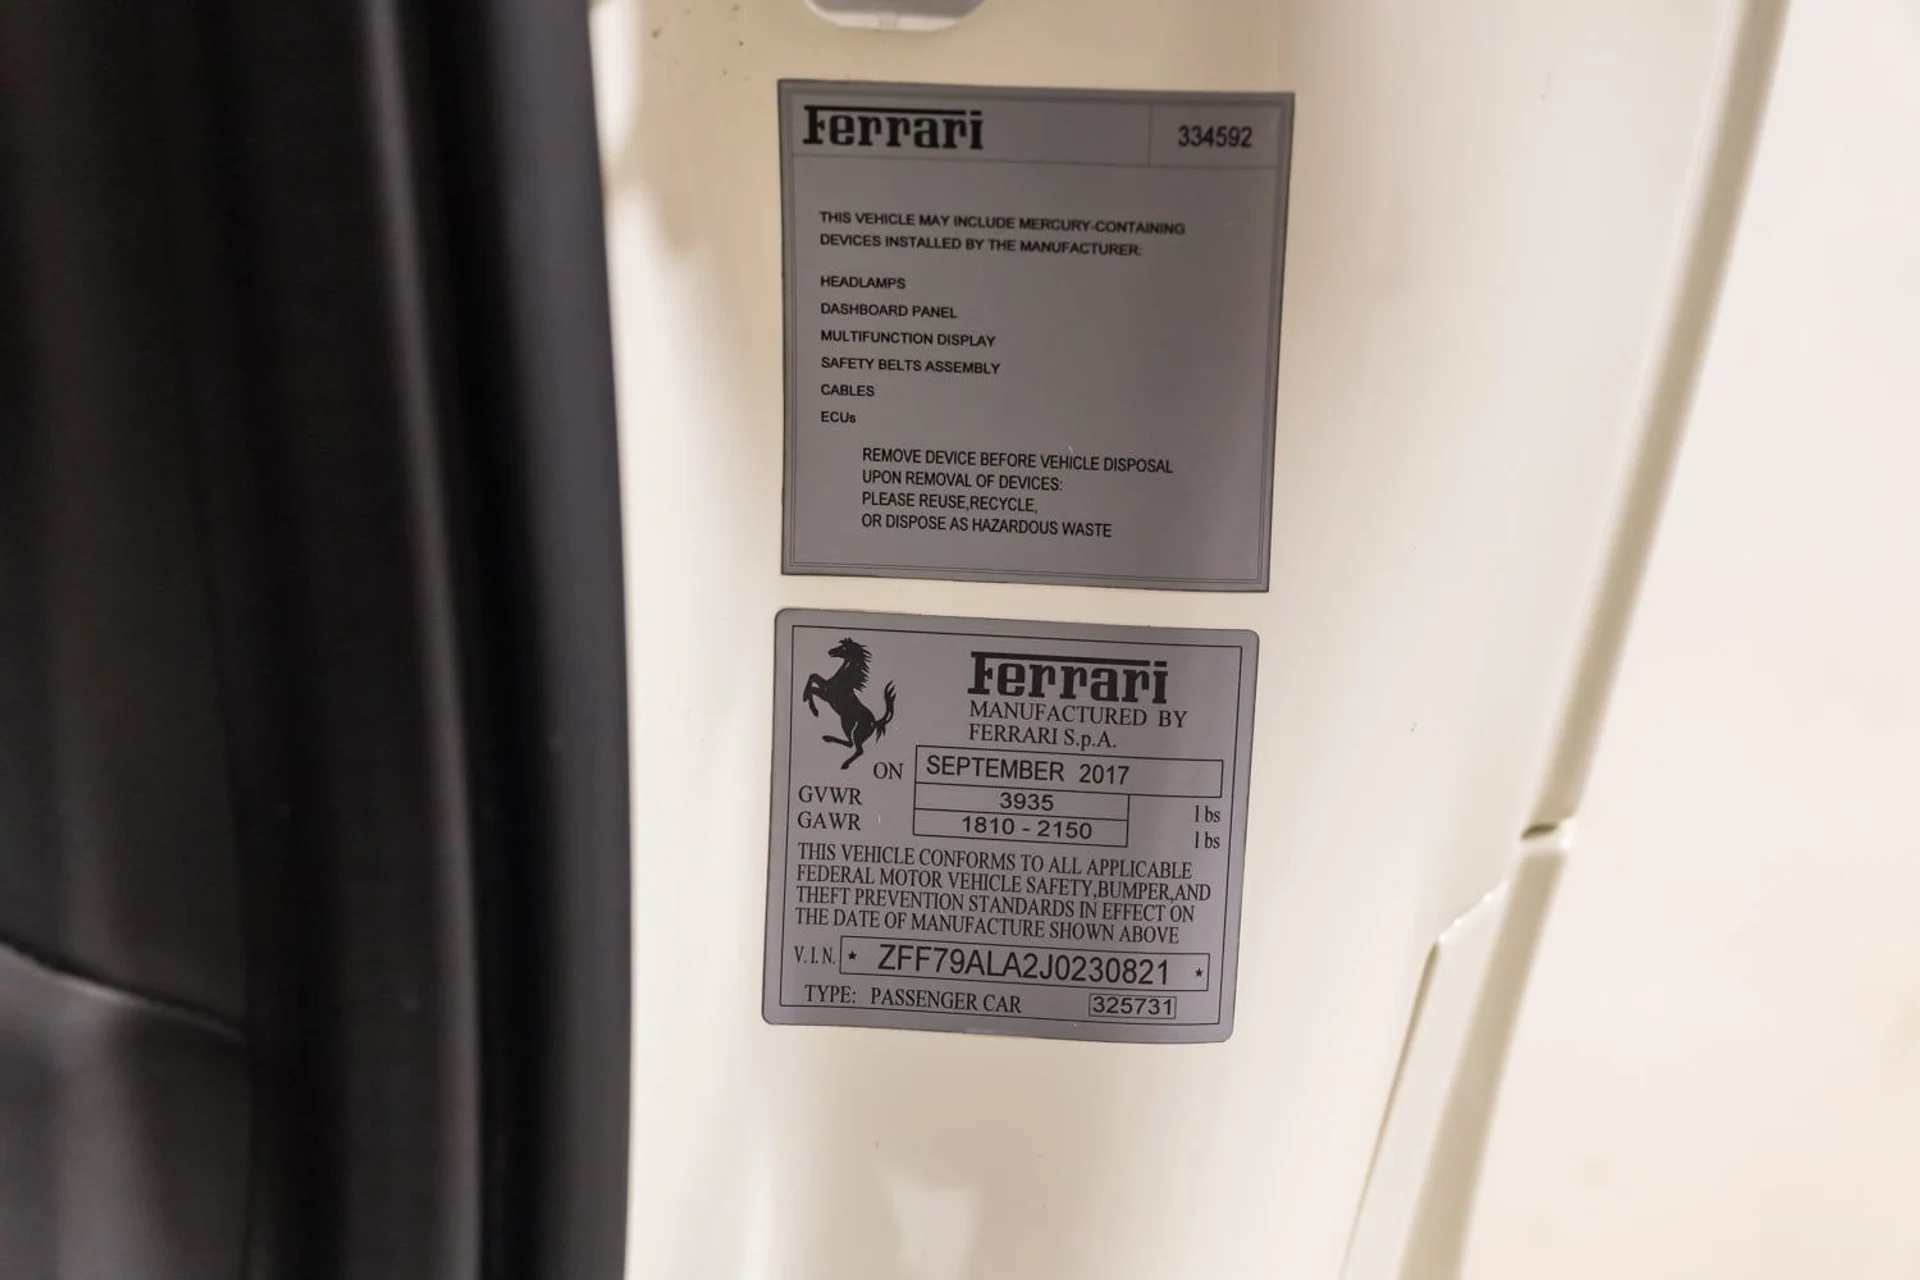 Ferrari 334592
THIS VEHICLE MAY INCLUDE MERCURY-CONTAINING
DEVICES INSTALLED BY THE MANUFACTURER:
HEADLAMPS
DASHBOARD PANEL
MULTIFUNCTION DISPLAY
SAFETY BELTS ASSEMBLY
CABLES
ECUs
REMOVE DEVICE BEFORE VEHICLE DISPOSAL
UPON REMOVAL OF DEVICES:
PLEASE REUSE,RECYCLE,
OR DISPOSE AS HAZARDOUS WASTE
Ferrari
MANUFACTURED BY
FERRARI S.p.A.
ON SEPTEMBER 2017
GVWR 3935 lbs
GAWR 1810 - 2150 lbs
THIS VEHICLE CONFORMS TO ALL APPLICABLE
FEDERAL MOTOR VEHICLE SAFETY,BUMPER,AND
THEFT PREVENTION STANDARDS IN EFFECT ON
THE DATE OF MANUFACTURE SHOWN ABOVE
V.I.N. * ZFF79ALA2J0230821 *
TYPE: PASSENGER CAR 325731